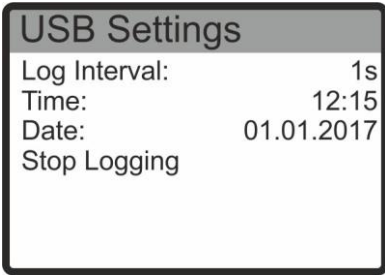 USB Settings
Log Interval: 1s
Time: 12:15
Date: 01.01.2017
Stop Logging